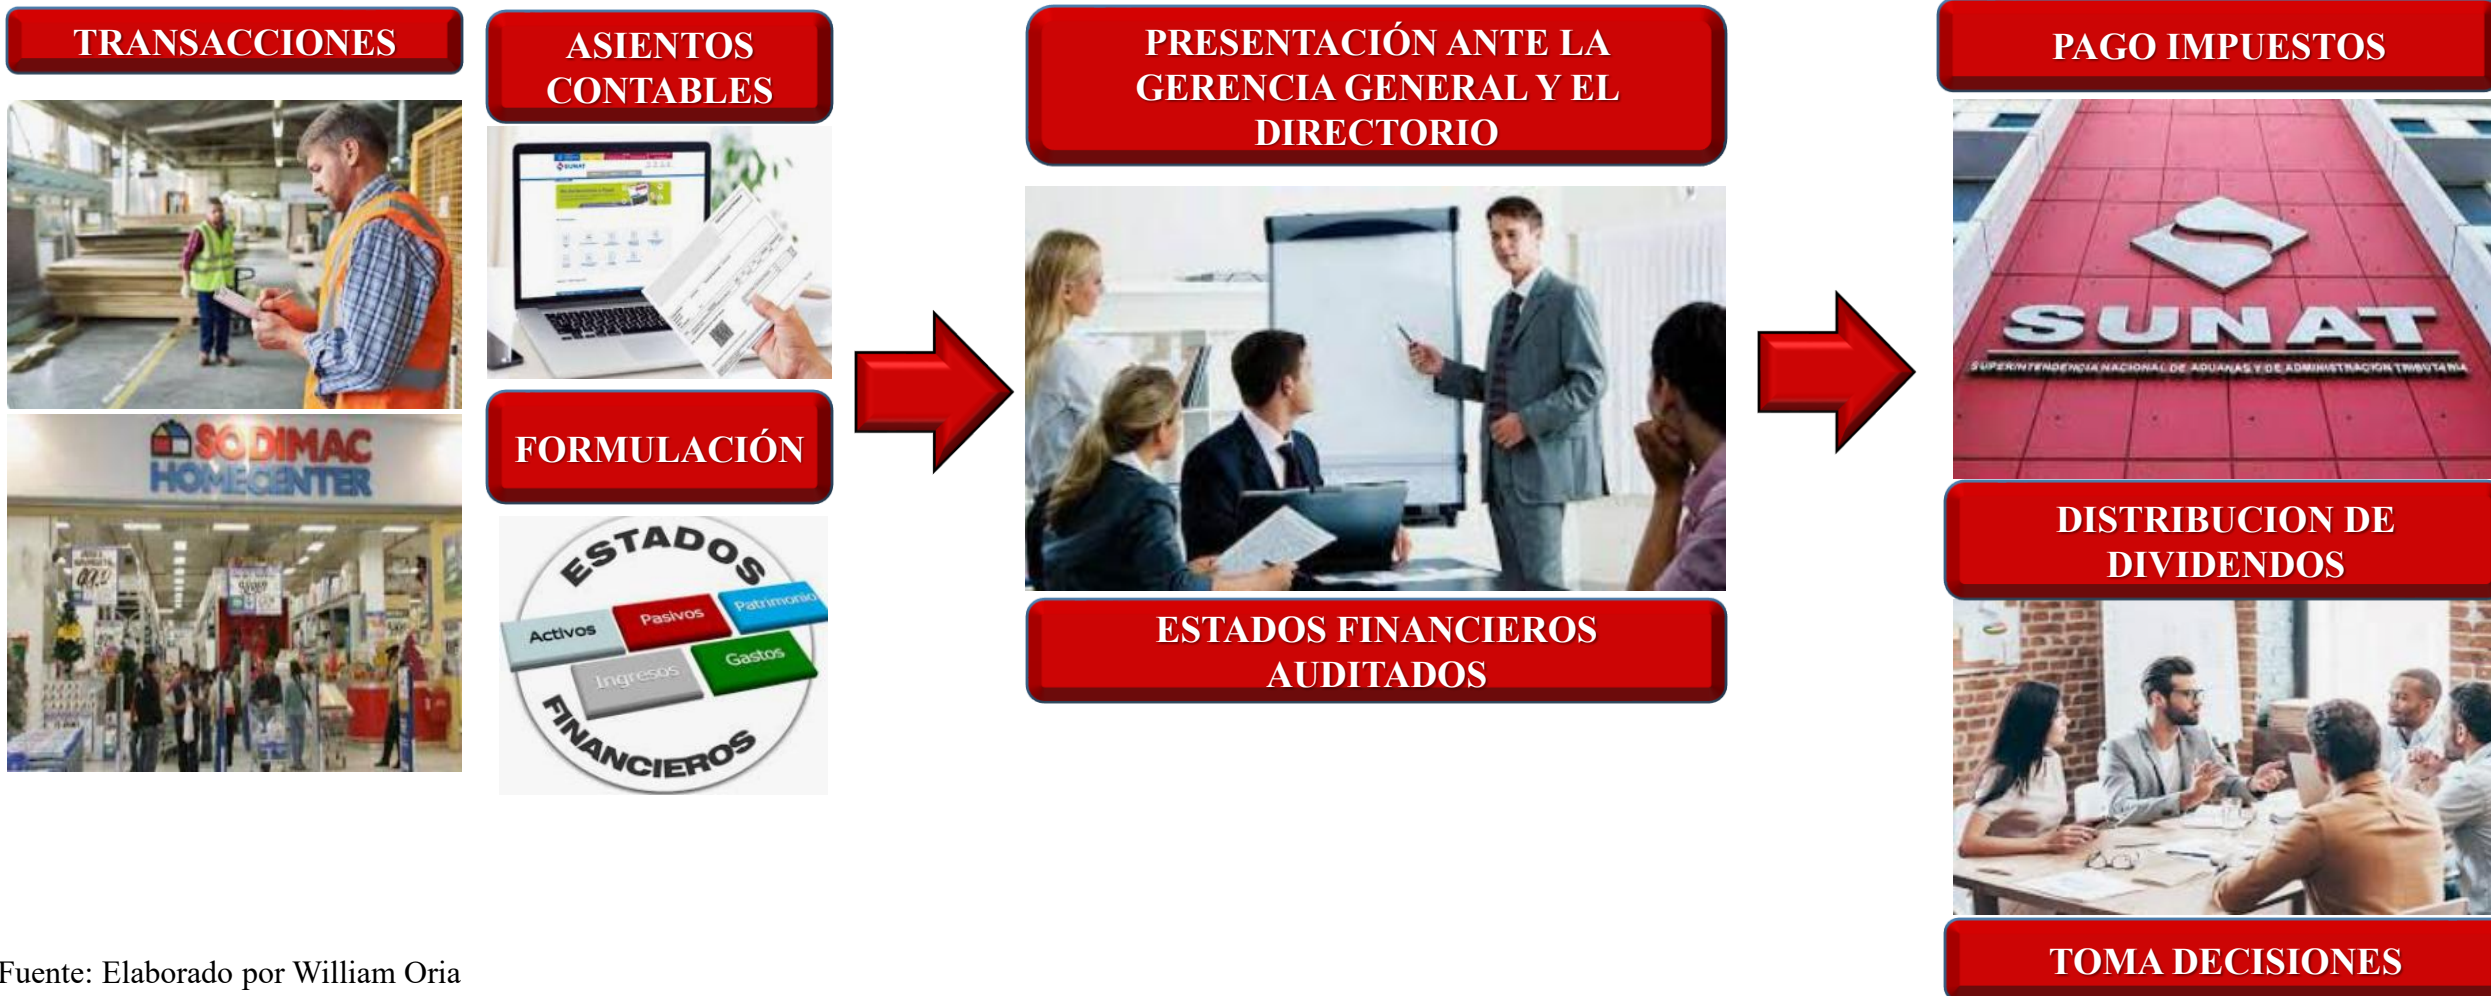 TRANSACCIONES
SODIMAC
HOMECENTER
ASIENTOS
CONTABLES
SUNAT
FORMULACIÓN
ESTADOS
Activos
Pasivos
Patrimonio
Ingresos
Gastos
FINANCIEROS
PRESENTACIÓN ANTE LA
GERENCIA GENERAL Y EL
DIRECTORIO
ESTADOS FINANCIEROS
AUDITADOS
PAGO IMPUESTOS
SUNAT
SUPERINTENDENCIA NACIONAL DE ADUANAS Y DE ADMINISTRACIÓN TRIBUTARIA
DISTRIBUCION DE
DIVIDENDOS
TOMA DECISIONES
Fuente: Elaborado por William Oria